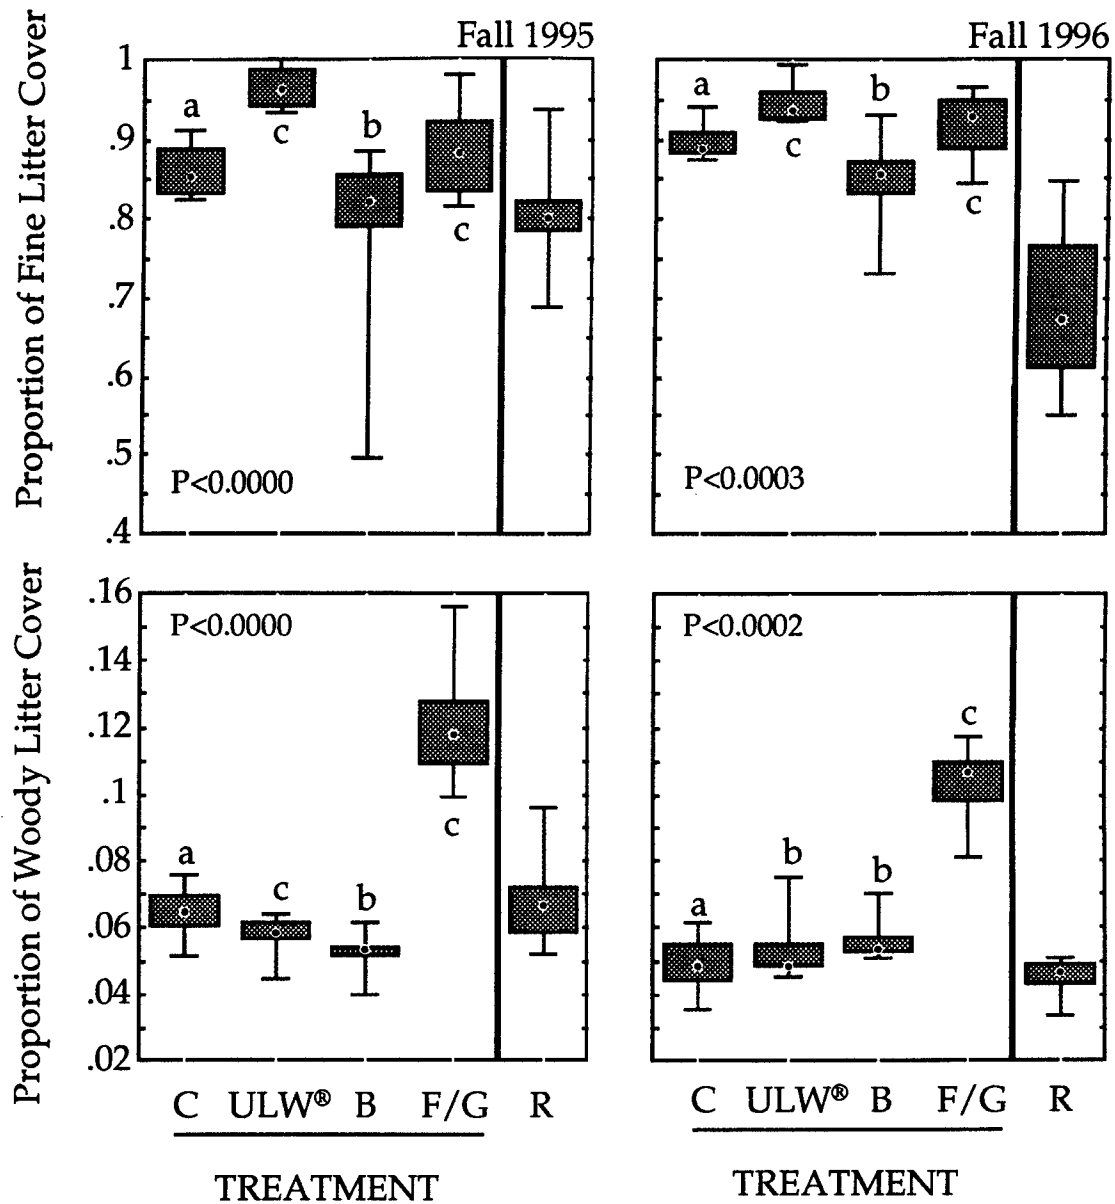 Fall 1995
Fall 1996
Proportion of Fine Litter Cover
1
.9
.8
.7
.6
.5
.4
a
c
b
c
P<0.0000
a
c
b
c
P<0.0003
Proportion of Woody Litter Cover
.16
.14
.12
.1
.08
.06
.04
.02
P<0.0000
a
c
b
c
P<0.0002
a
b
b
c
C ULW® B F/G R
C ULW® B F/G R
TREATMENT
TREATMENT